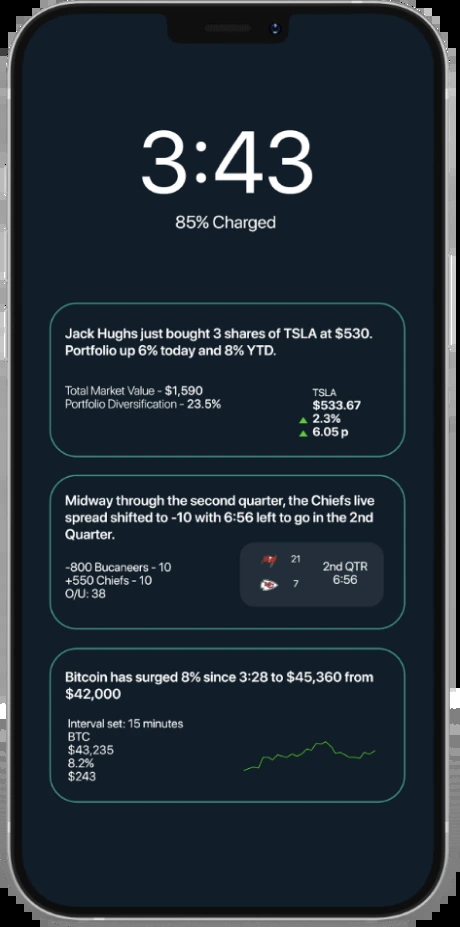 3:43
85% Charged
Jack Hughs just bought 3 shares of TSLA at $530.
Portfolio up 6% today and 8% YTD.
Total Market Value - $1,590
Portfolio Diversification - 23.5%
TSLA
$533.67
2.3%
6.05 p
Midway through the second quarter, the Chiefs live
spread shifted to -10 with 6:56 left to go in the 2nd
Quarter.
-800 Bucaneers - 10
+550 Chiefs - 10
O/U: 38
21
7
2nd QTR
6:56
Bitcoin has surged 8% since 3:28 to $45,360 from
$42,000
Interval set: 15 minutes
BTC
$43,235
8.2%
$243